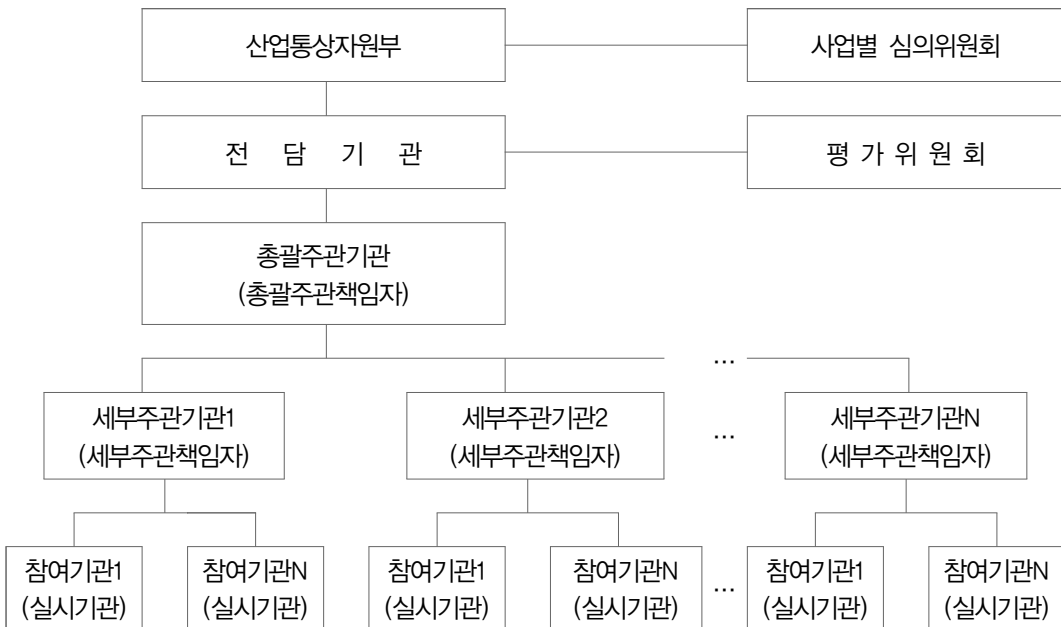 산업통상자원부
사업별 심의위원회
전 담 기 관
평 가 위 원 회
총괄주관기관
(총괄주관책임자)
...
세부주관기관1
(세부주관책임자)
세부주관기관2
(세부주관책임자)
...
세부주관기관N
(세부주관책임자)
참여기관1
(실시기관)
참여기관N
(실시기관)
참여기관1
(실시기관)
참여기관N
(실시기관)
...
참여기관1
(실시기관)
참여기관N
(실시기관)